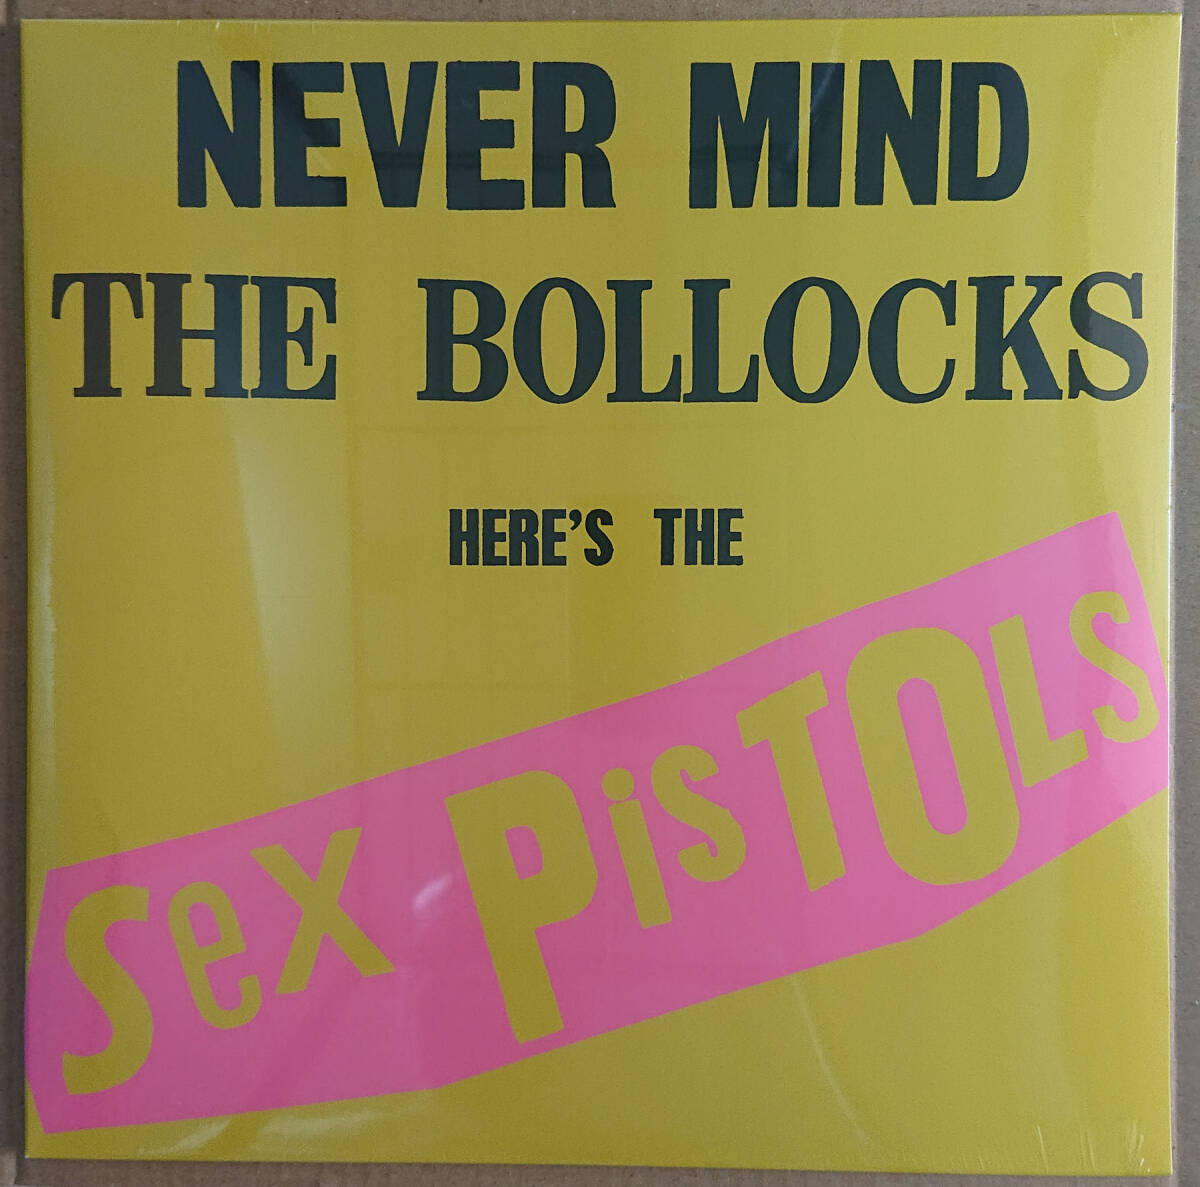 NEVER MIND
THE BOLLOCKS
HERE'S THE
SeX PiSTOLS